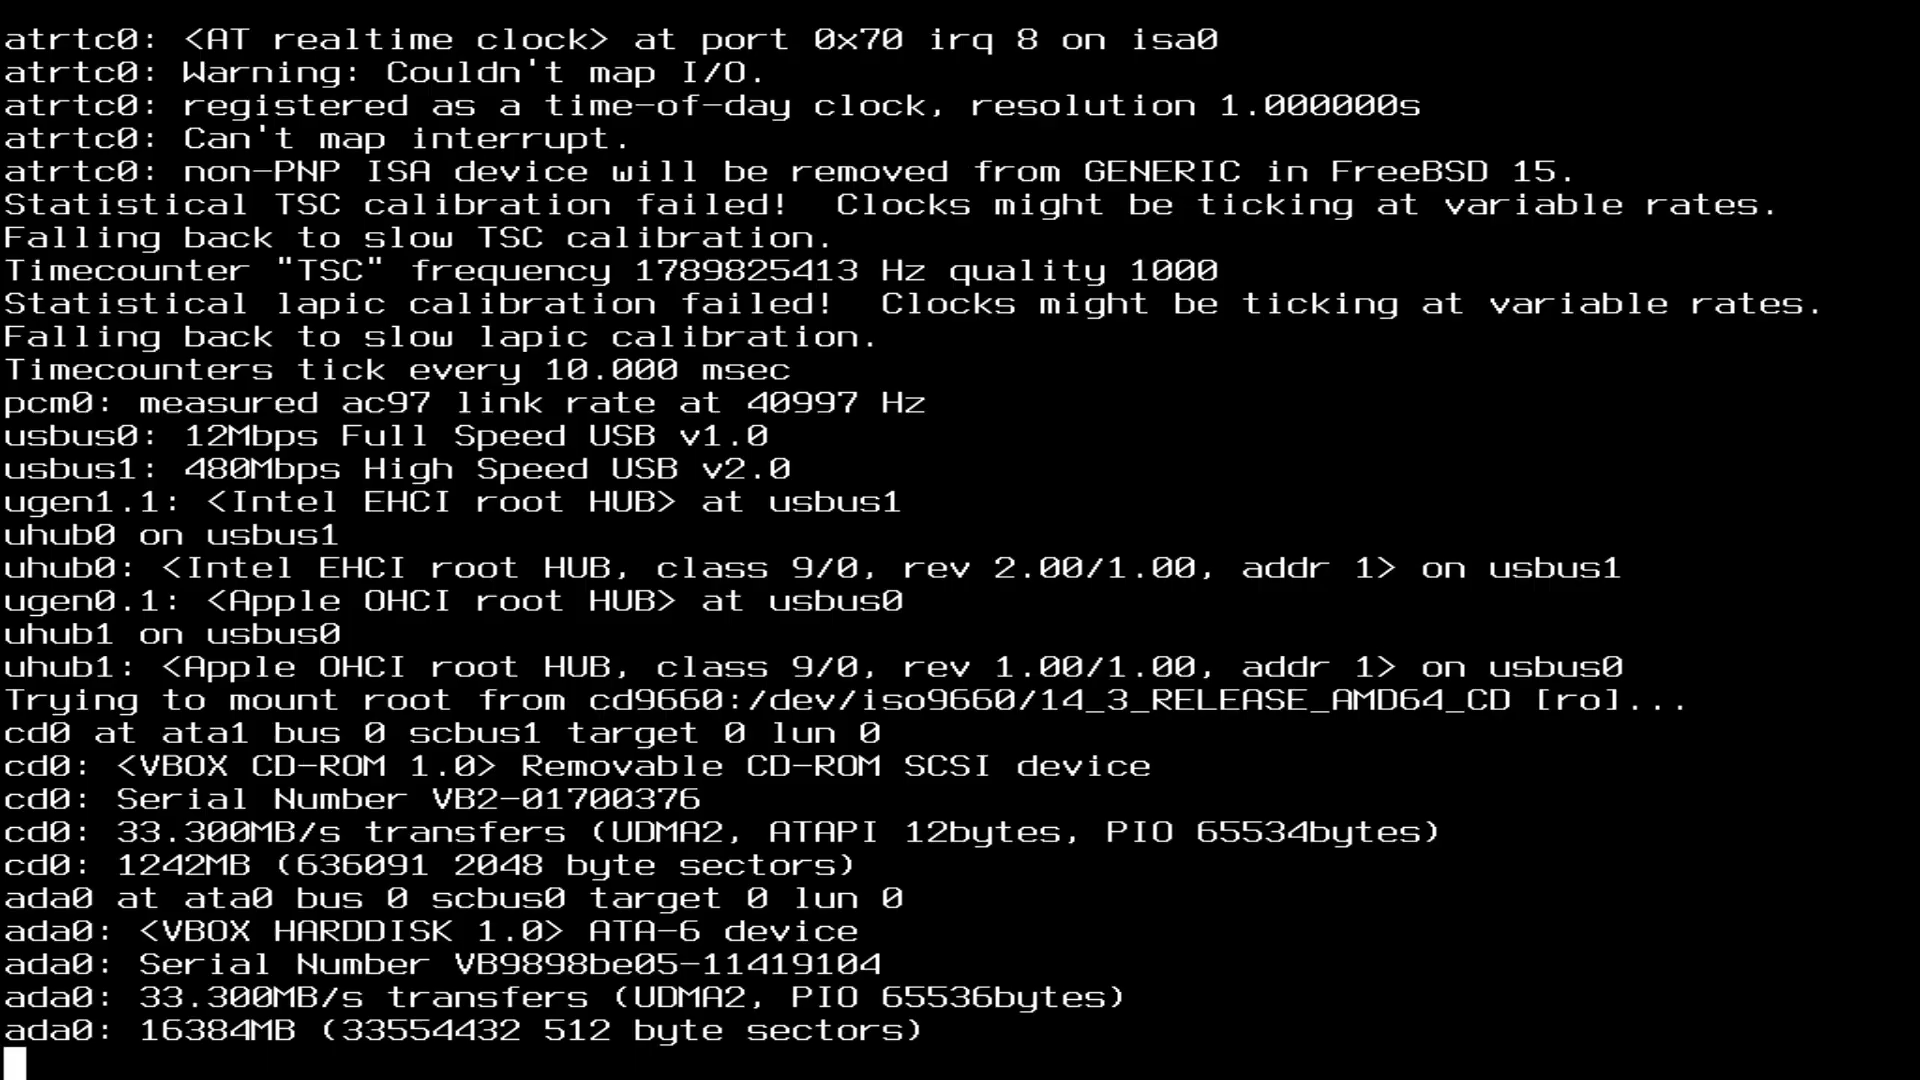 atrtc0: <AT realtime clock> at port 0x70 irq 8 on isa0
atrtc0: Warning: Couldn't map I/O.
atrtc0: registered as a time-of-day clock, resolution 1.000000s
atrtc0: Can't map interrupt.
atrtc0: non-PNP ISA device will be removed from GENERIC in FreeBSD 15.
Statistical TSC calibration failed!  Clocks might be ticking at variable rates.
Falling back to slow TSC calibration.
Timecounter "TSC" frequency 1789825413 Hz quality 1000
Statistical lapic calibration failed!  Clocks might be ticking at variable rates.
Falling back to slow lapic calibration.
Timecounters tick every 10.000 msec
pcm0: measured ac97 link rate at 40997 Hz
usbus0: 12Mbps Full Speed USB v1.0
usbus1: 480Mbps High Speed USB v2.0
ugen1.1: <Intel EHCI root HUB> at usbus1
uhub0 on usbus1
uhub0: <Intel EHCI root HUB, class 9/0, rev 2.00/1.00, addr 1> on usbus1
ugen0.1: <Apple OHCI root HUB> at usbus0
uhub1 on usbus0
uhub1: <Apple OHCI root HUB, class 9/0, rev 1.00/1.00, addr 1> on usbus0
Trying to mount root from cd9660:/dev/iso9660/14_3_RELEASE_AMD64_CD [ro]...
cd0 at ata1 bus 0 scbus1 target 0 lun 0
cd0: <VBOX CD-ROM 1.0> Removable CD-ROM SCSI device
cd0: Serial Number VB2-01700376
cd0: 33.300MB/s transfers (UDMA2, ATAPI 12bytes, PIO 65534bytes)
cd0: 1242MB (636091 2048 byte sectors)
ada0 at ata0 bus 0 scbus0 target 0 lun 0
ada0: <VBOX HARDDISK 1.0> ATA-6 device
ada0: Serial Number VB9898be05-11419104
ada0: 33.300MB/s transfers (UDMA2, PIO 65536bytes)
ada0: 16384MB (33554432 512 byte sectors)